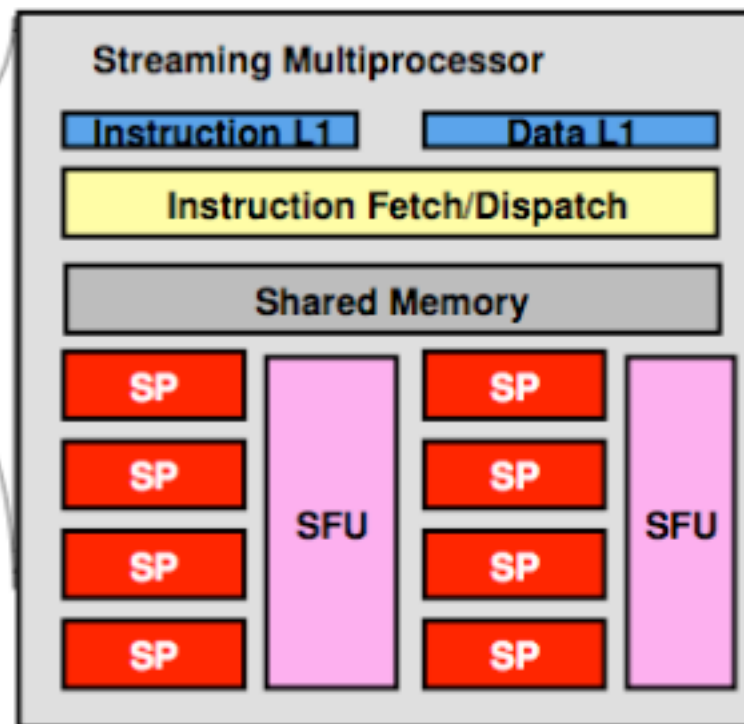 Streaming Multiprocessor
Instruction L1 Data L1
Instruction Fetch/Dispatch
Shared Memory
SP SP
SP SP
SFU SFU
SP SP
SP SP